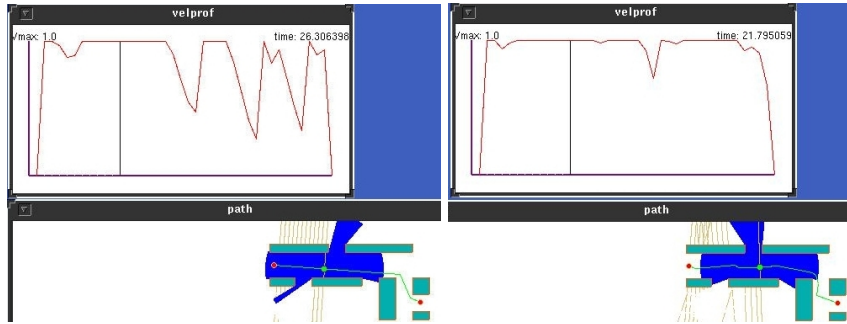 velprof
Vmax: 1.0
time: 26.306398
path
velprof
Vmax: 1.0
time: 21.795059
path